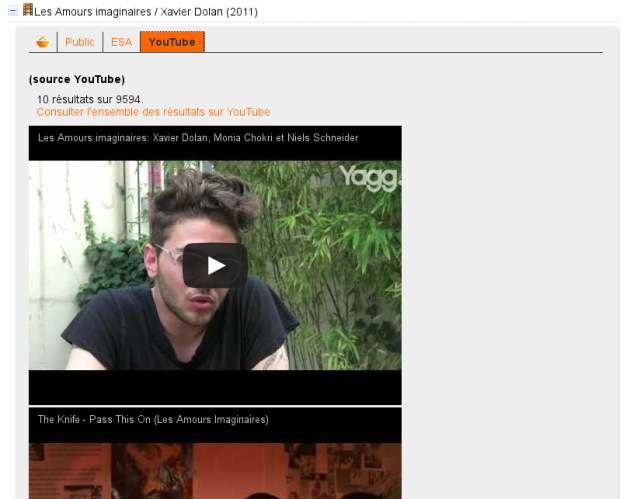 Les Amours imaginaires / Xavier Dolan (2011)
Public ESA YouTube
(source YouTube)
10 résultats sur 9594.
Consulter l'ensemble des résultats sur YouTube
Les Amours imaginaires: Xavier Dolan, Monia Chokri et Niels Schneider
Yagg.
The Knife - Pass This On (Les Amours Imaginaires)